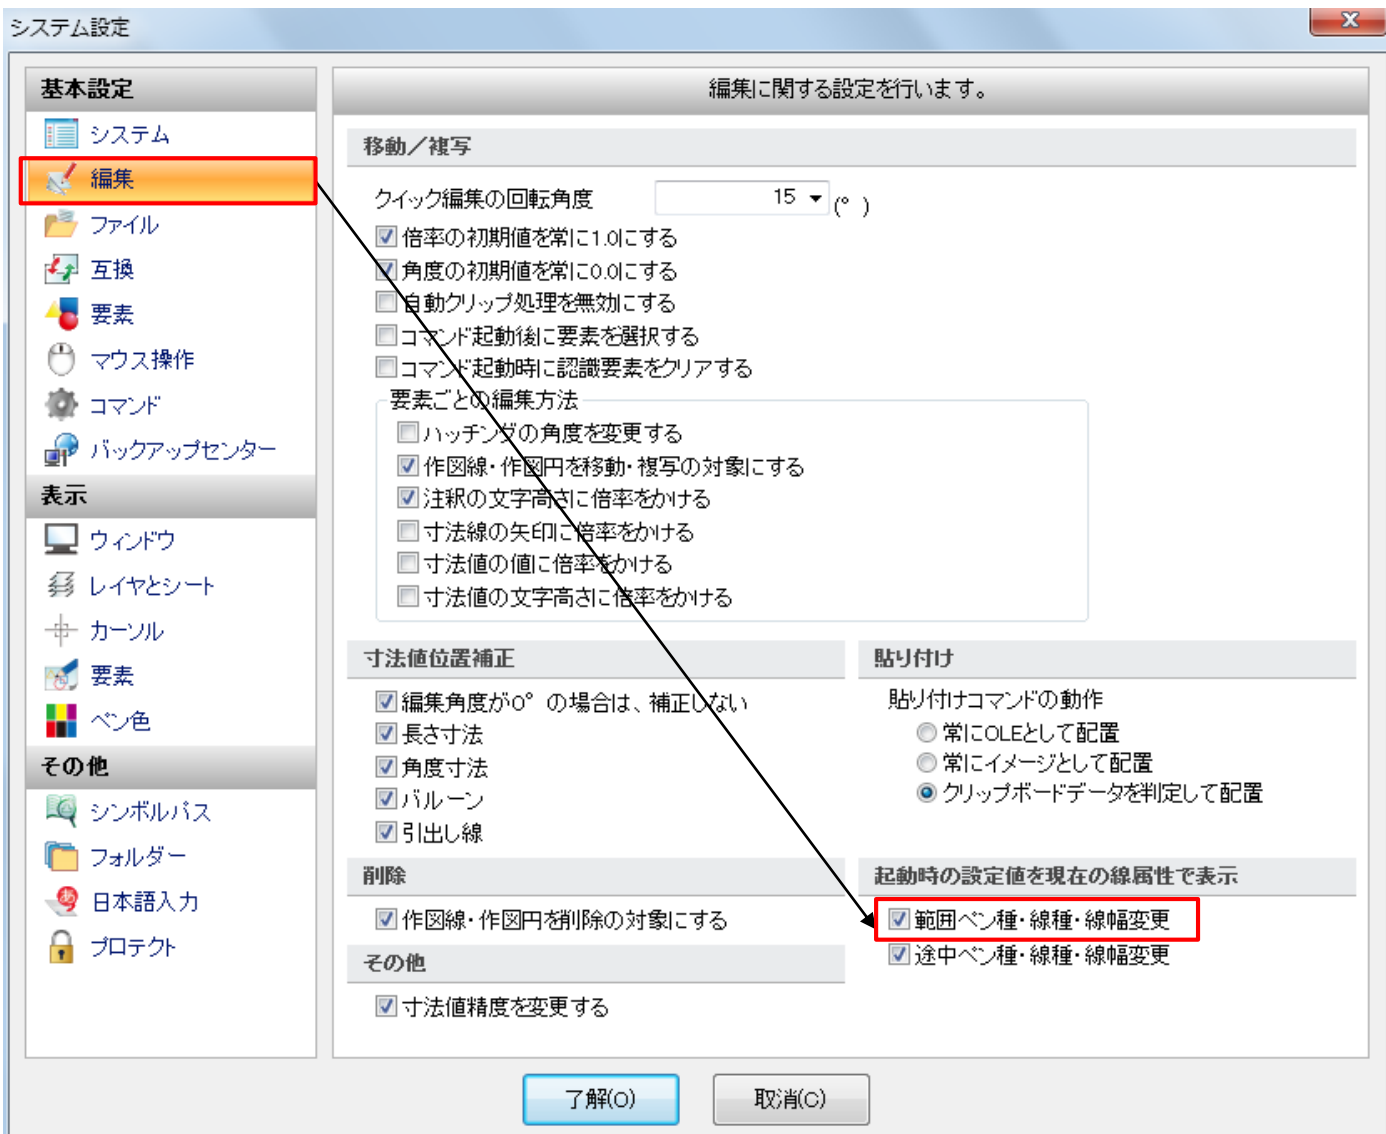 システム設定
基本設定
システム
編集
ファイル
互換
要素
マウス操作
コマンド
バックアップセンター
表示
ウィンドウ
レイヤとシート
カーソル
要素
ペン色
その他
シンボルパス
フォルダー
日本語入力
プロテクト
編集に関する設定を行います。
移動／複写
クイック編集の回転角度 15 (° )
倍率の初期値を常に1.0にする
角度の初期値を常に0.0にする
自動クリップ処理を無効にする
コマンド起動後に要素を選択する
コマンド起動時に認識要素をクリアする
要素ごとの編集方法
ハッチングの角度を変更する
作図線・作図円を移動・複写の対象にする
注釈の文字高さに倍率をかける
寸法線の矢印に倍率をかける
寸法値の値に倍率をかける
寸法値の文字高さに倍率をかける
寸法値位置補正
編集角度が0° の場合は、補正しない
長さ寸法
角度寸法
バルーン
引出し線
貼り付け
貼り付けコマンドの動作
常にOLEとして配置
常にイメージとして配置
クリップボードデータを判定して配置
削除
作図線・作図円を削除の対象にする
その他
寸法値精度を変更する
起動時の設定値を現在の線属性で表示
範囲ペン種・線種・線幅変更
途中ペン種・線種・線幅変更
了解(O)
取消(C)